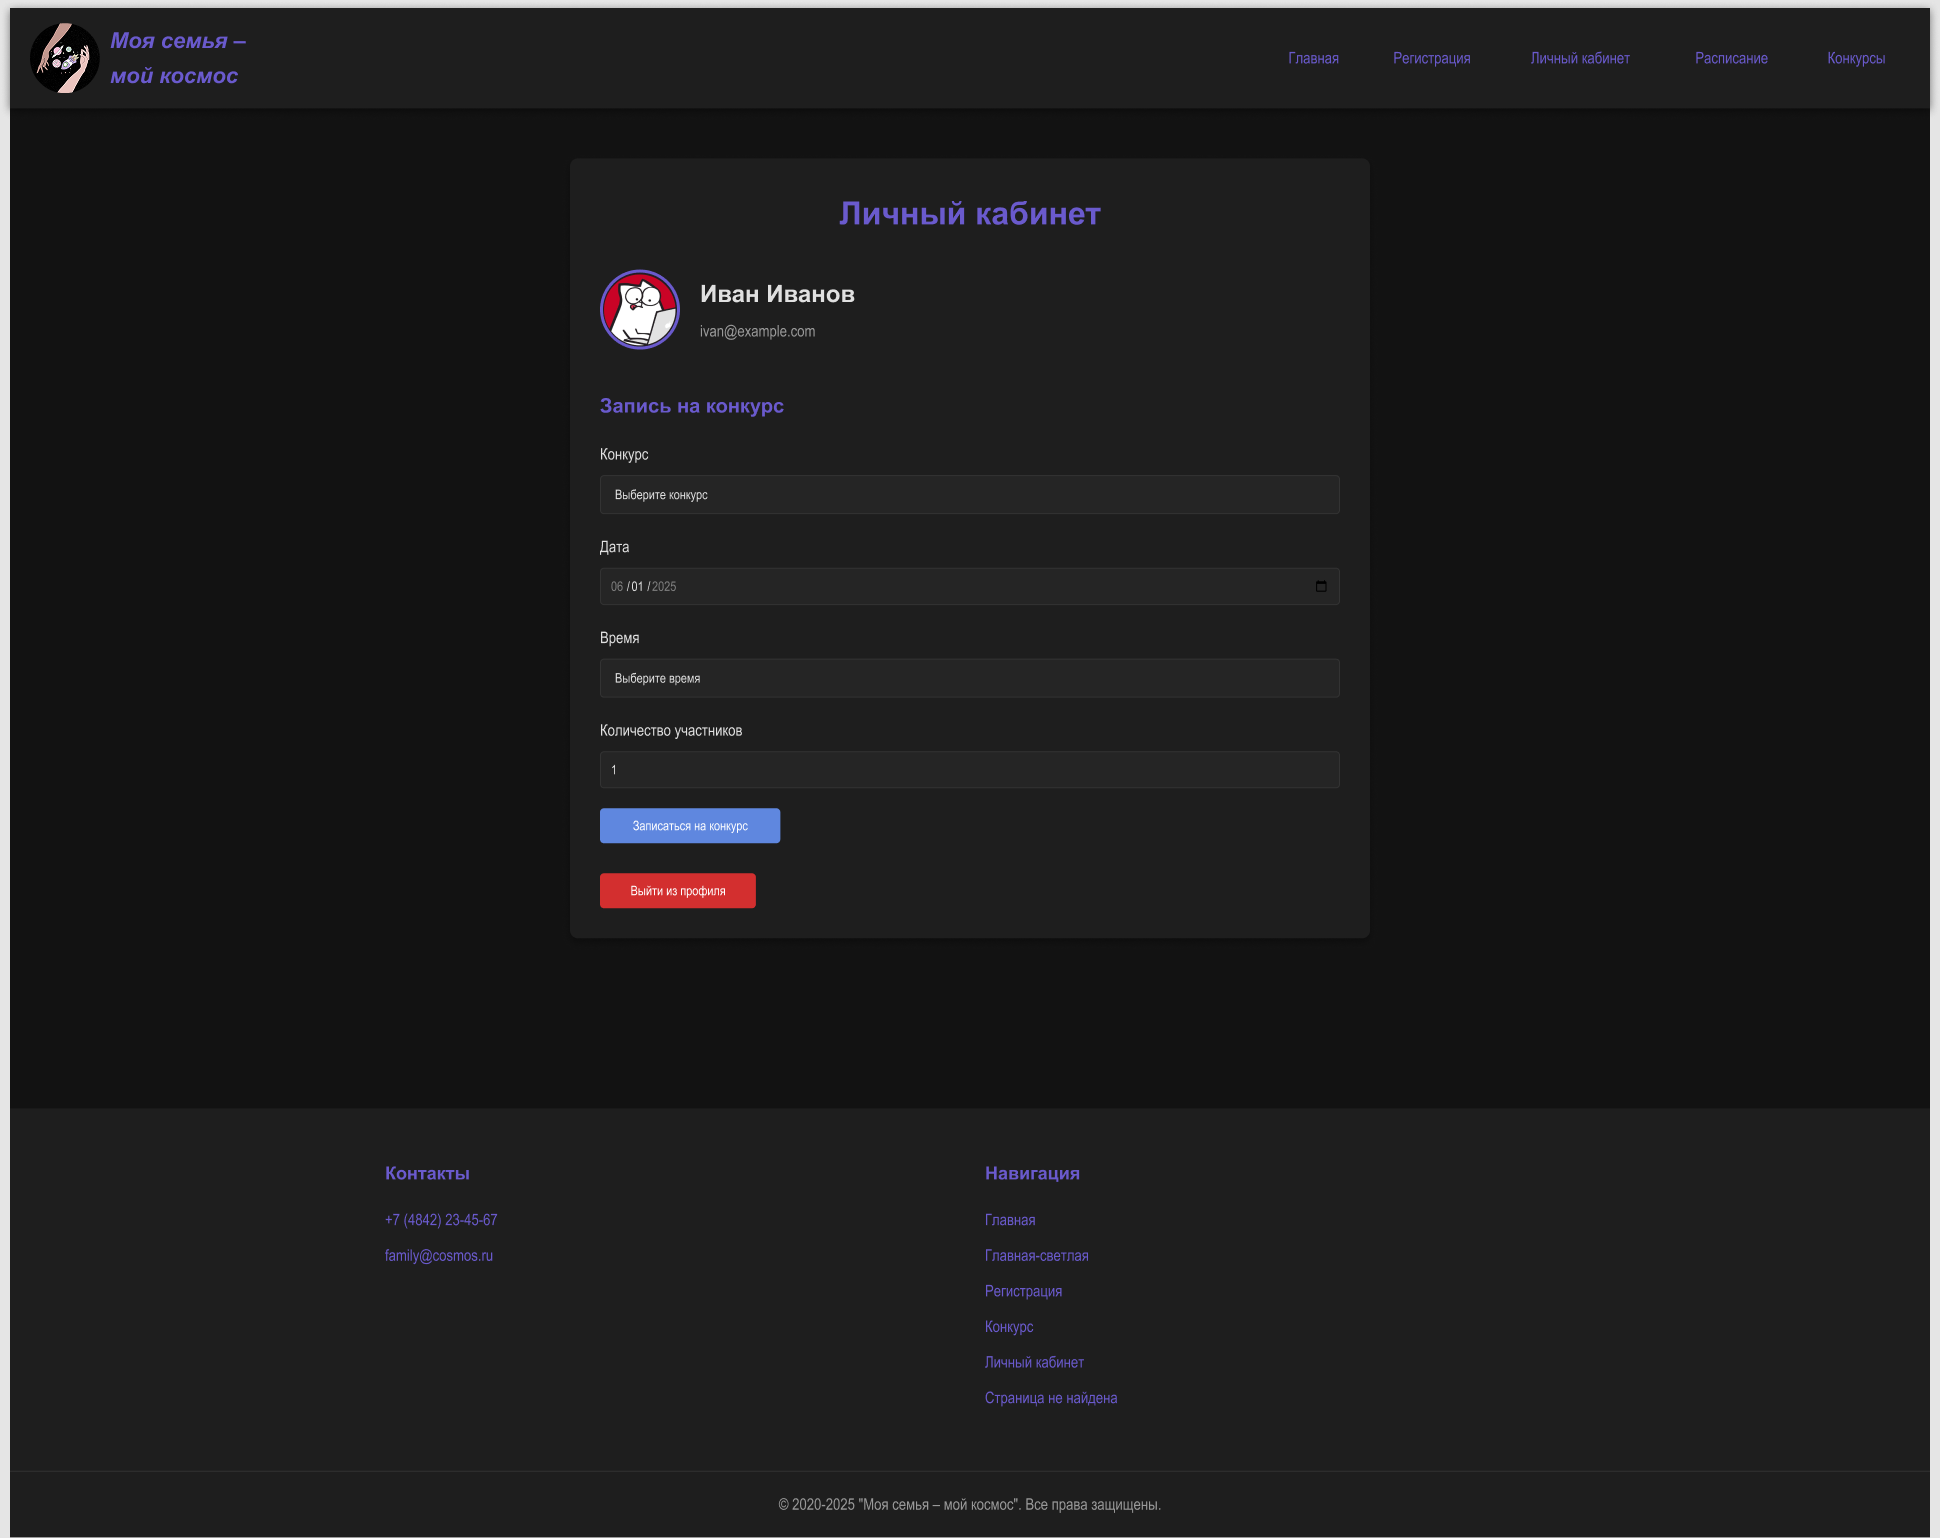 Моя семья –
мой космос
Главная Регистрация Личный кабинет Расписание Конкурсы
Личный кабинет
Иван Иванов
ivan@example.com
Запись на конкурс
Конкурс
Выберите конкурс
Дата
06 / 01 / 2025
Время
Выберите время
Количество участников
1
Записаться на конкурс
Выйти из профиля
Контакты
+7 (4842) 23-45-67
family@cosmos.ru
Навигация
Главная
Главная-светлая
Регистрация
Конкурс
Личный кабинет
Страница не найдена
© 2020-2025 "Моя семья – мой космос". Все права защищены.